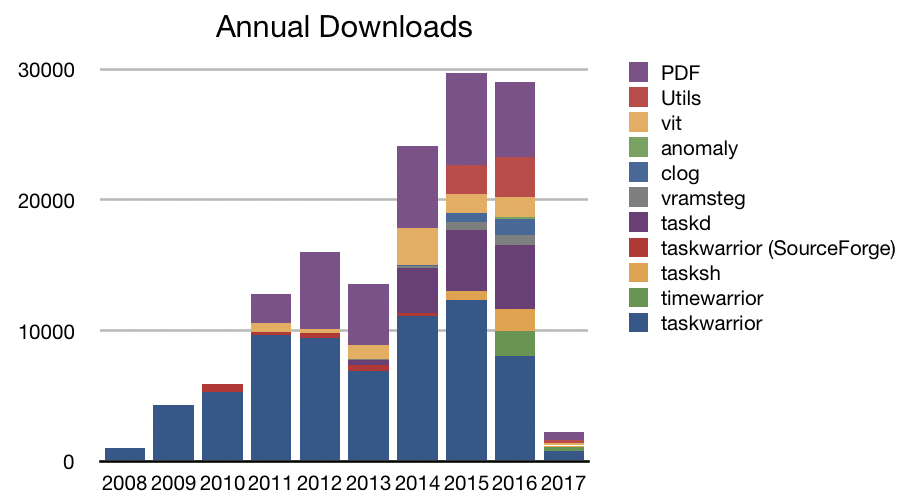 Annual Downloads
30000
20000
10000
0
2008 2009 2010 2011 2012 2013 2014 2015 2016 2017
PDF
Utils
vit
anomaly
clog
vramsteg
taskd
taskwarrior (SourceForge)
tasksh
timewarrior
taskwarrior